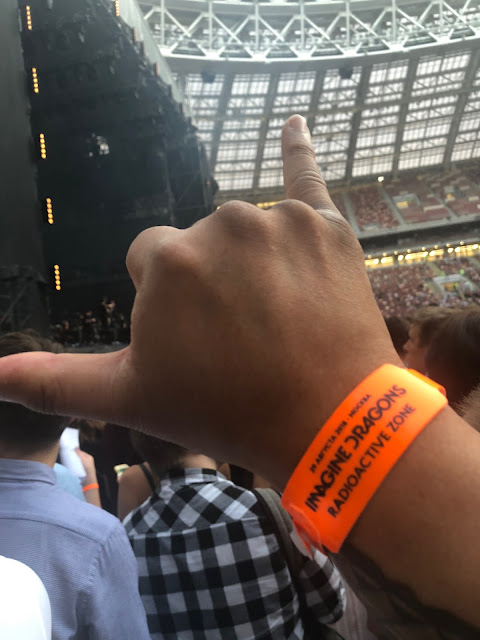 29 АВГУСТА 2018 МОСКВА
IMAGINE DRAGONS
RADIOACTIVE ZONE